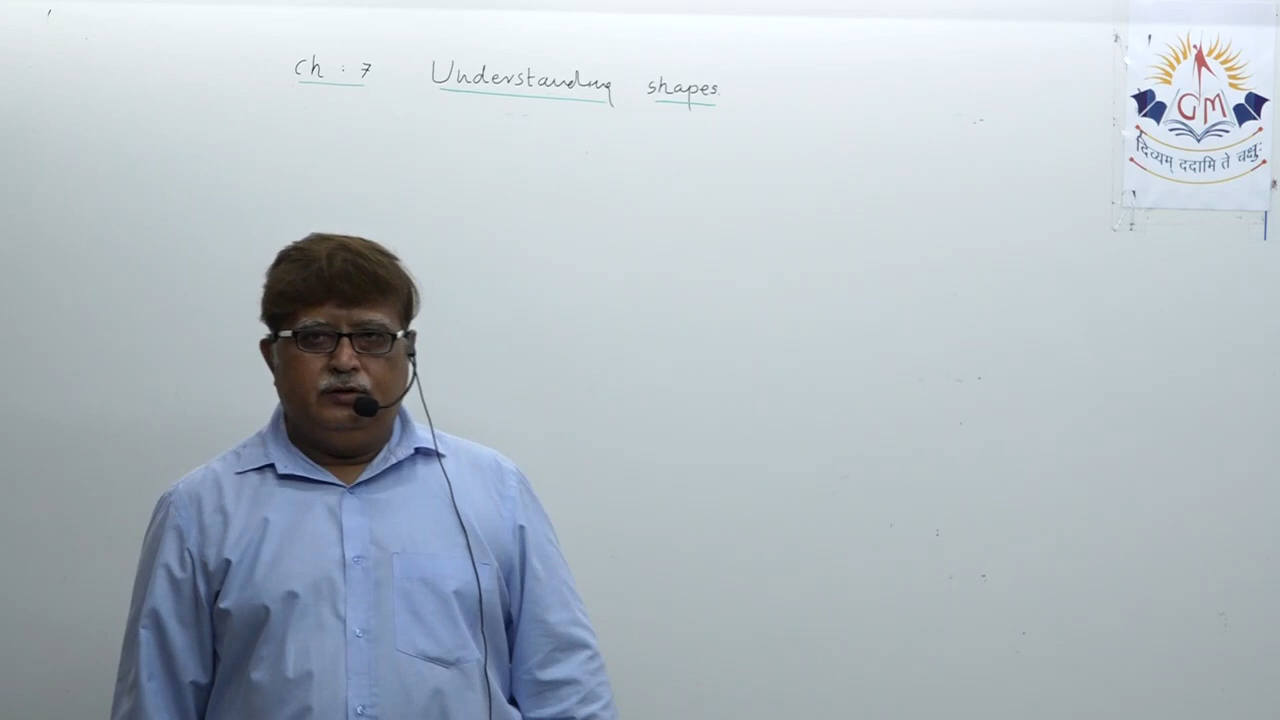 ch : 7 Understanding shapes
GM
दिव्यम् ददामि ते चक्षुः